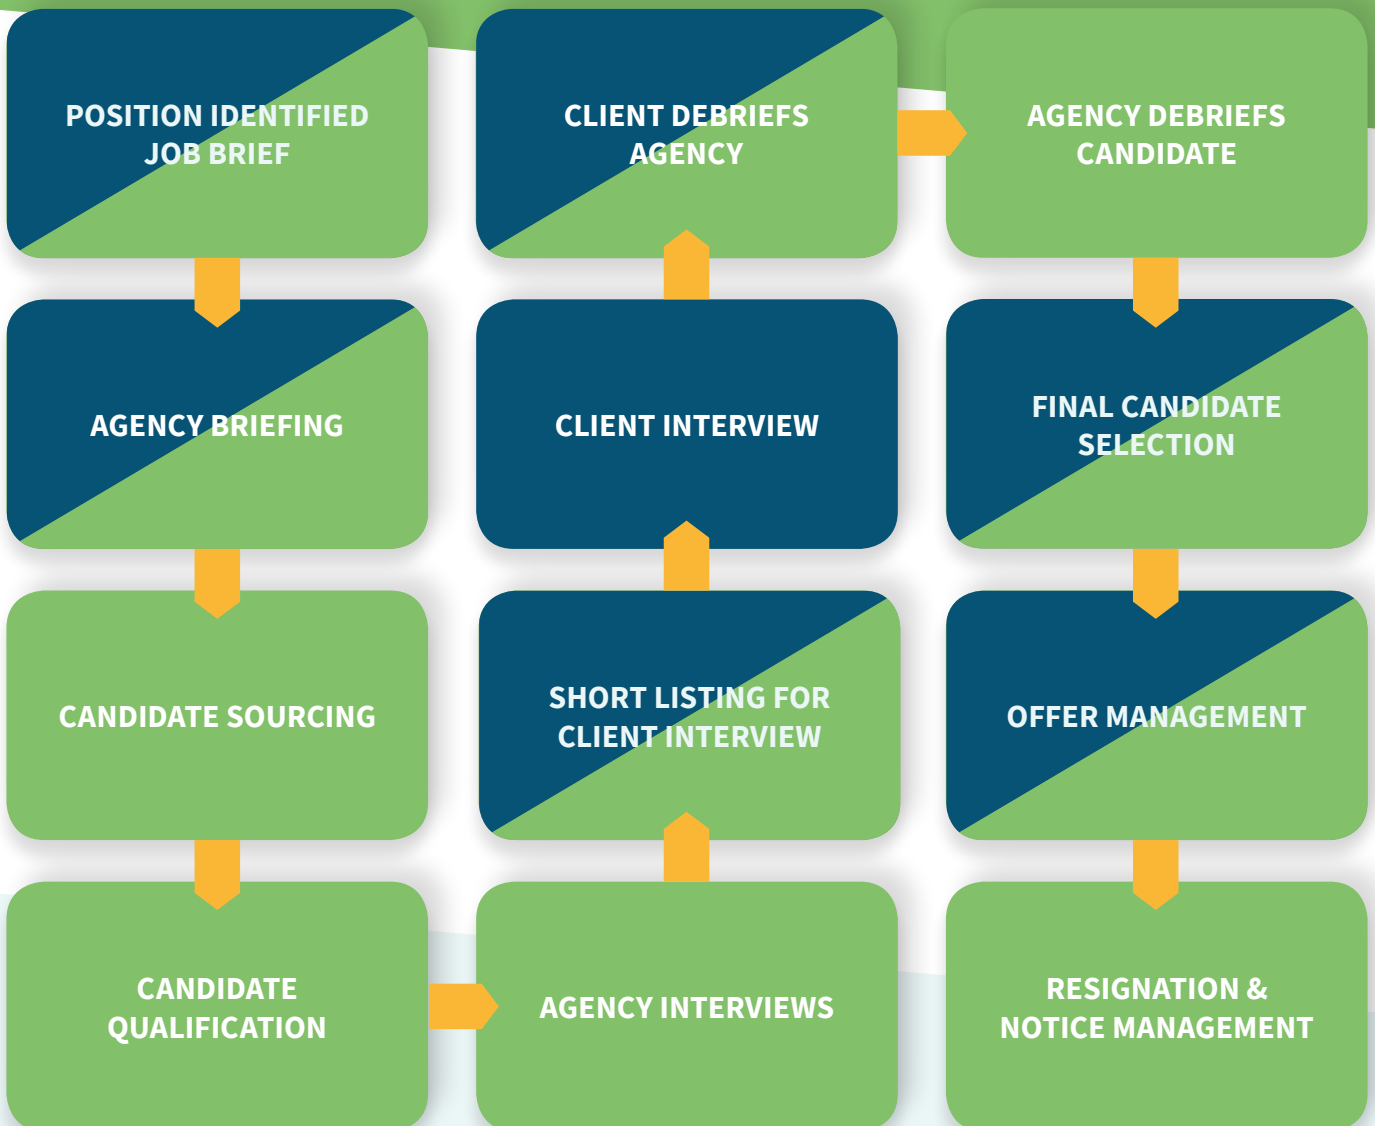 POSITION IDENTIFIED
JOB BRIEF
AGENCY BRIEFING
CANDIDATE SOURCING
CANDIDATE
QUALIFICATION
AGENCY INTERVIEWS
SHORT LISTING FOR
CLIENT INTERVIEW
CLIENT INTERVIEW
CLIENT DEBRIEFS
AGENCY
AGENCY DEBRIEFS
CANDIDATE
FINAL CANDIDATE
SELECTION
OFFER MANAGEMENT
RESIGNATION &
NOTICE MANAGEMENT